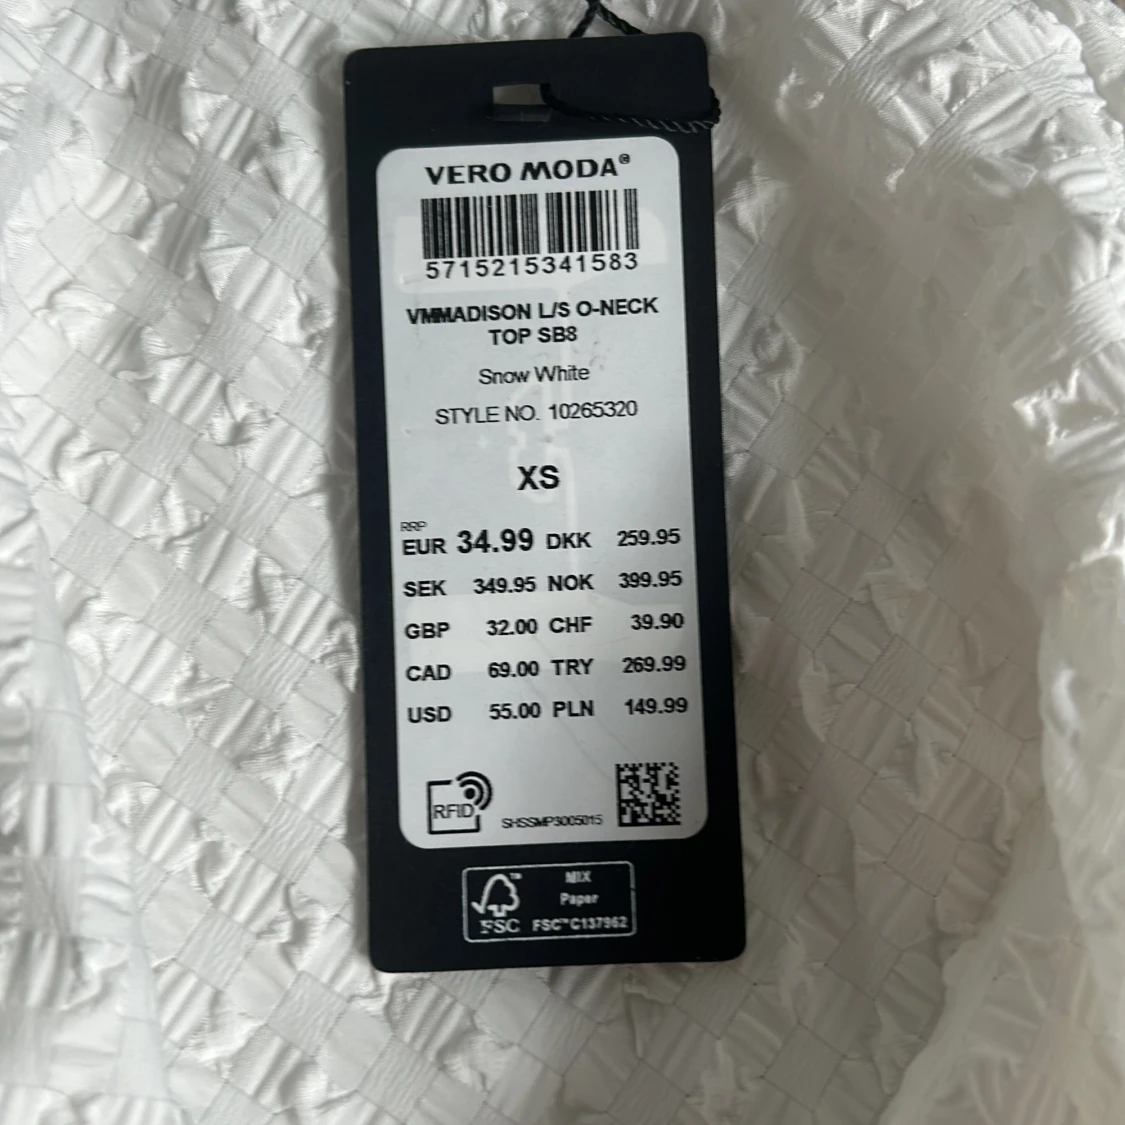 VERO MODA®
5715215341583
VMMADISON L/S O-NECK
TOP SB8
Snow White
STYLE NO. 10265320
XS
RRP
EUR 34.99 DKK 259.95
SEK 349.95 NOK 399.95
GBP 32.00 CHF 39.90
CAD 69.00 TRY 269.99
USD 55.00 PLN 149.99
RFID SHSSMP3005015
MIX
Paper
FSC™ FSC™ C137962